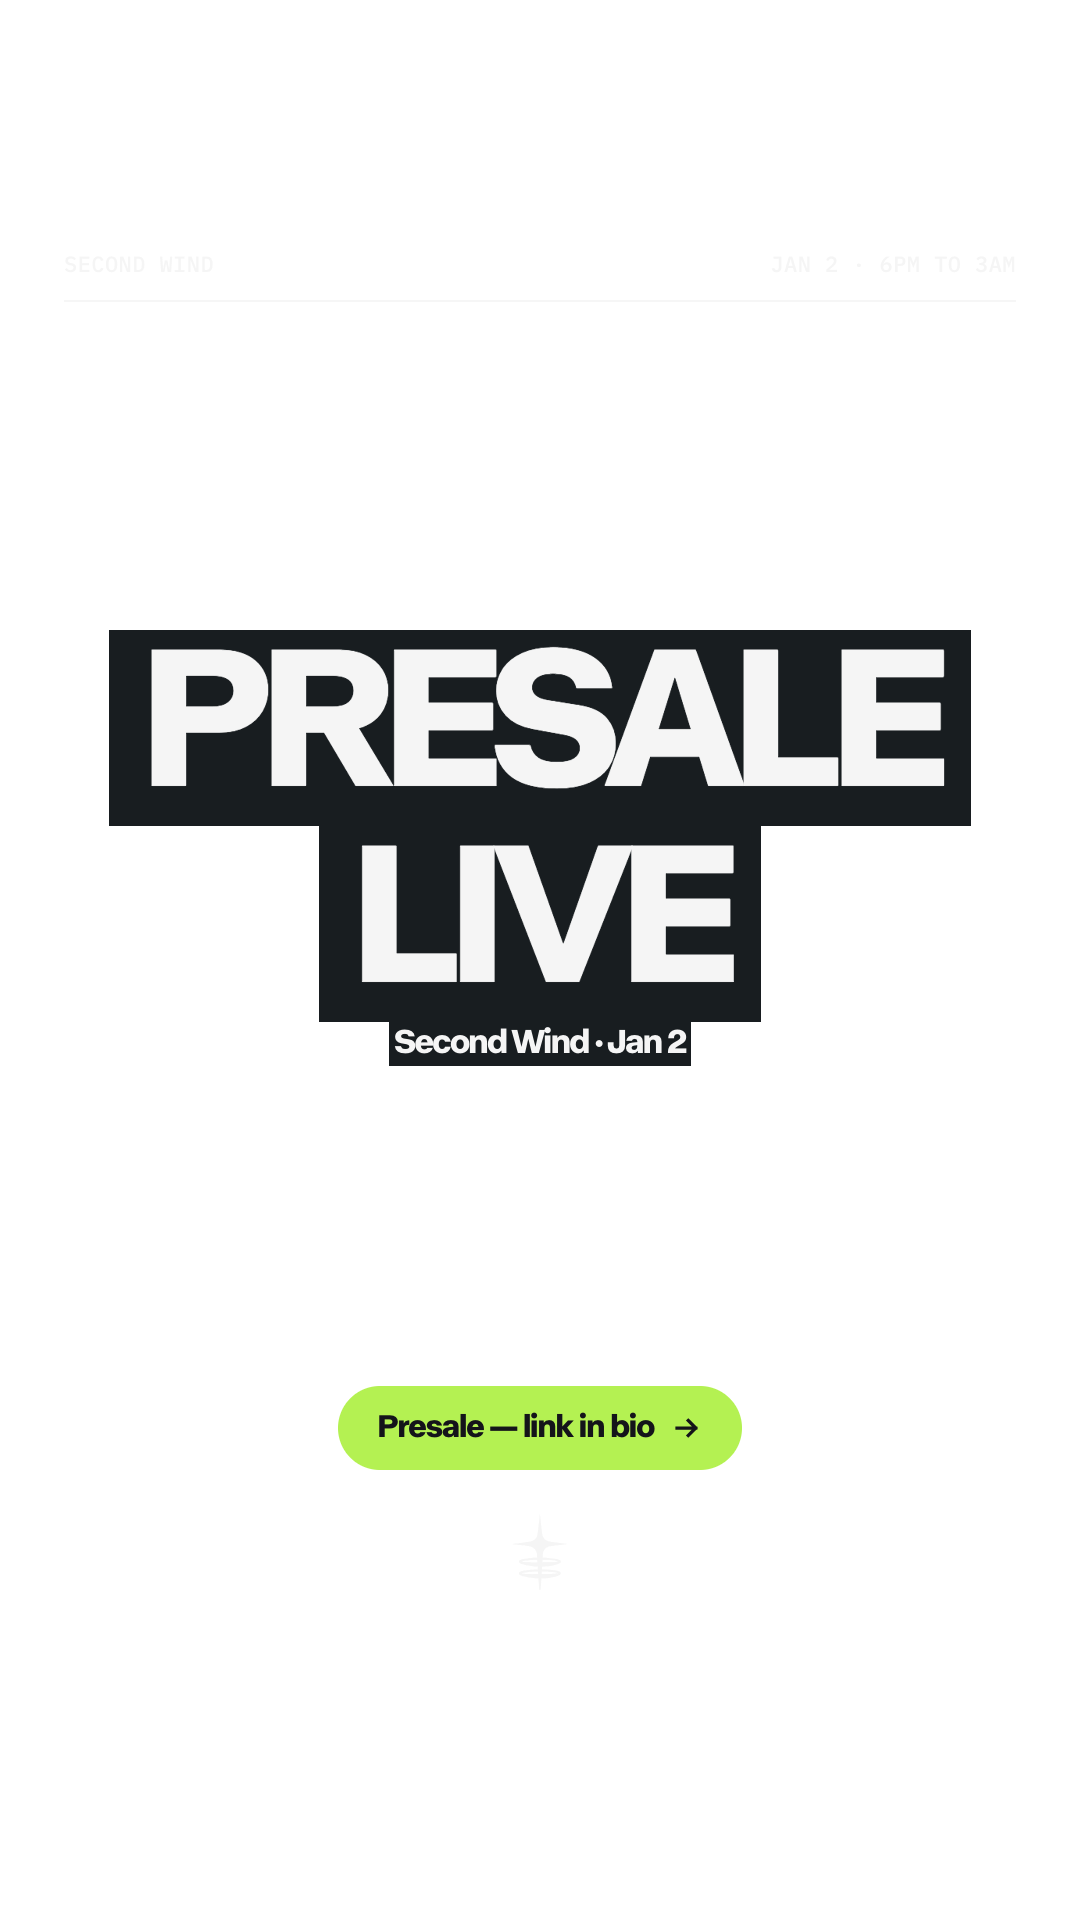 SECOND WIND
JAN 2 · 6PM TO 3AM
PRESALE
LIVE
Second Wind · Jan 2
Presale — link in bio →